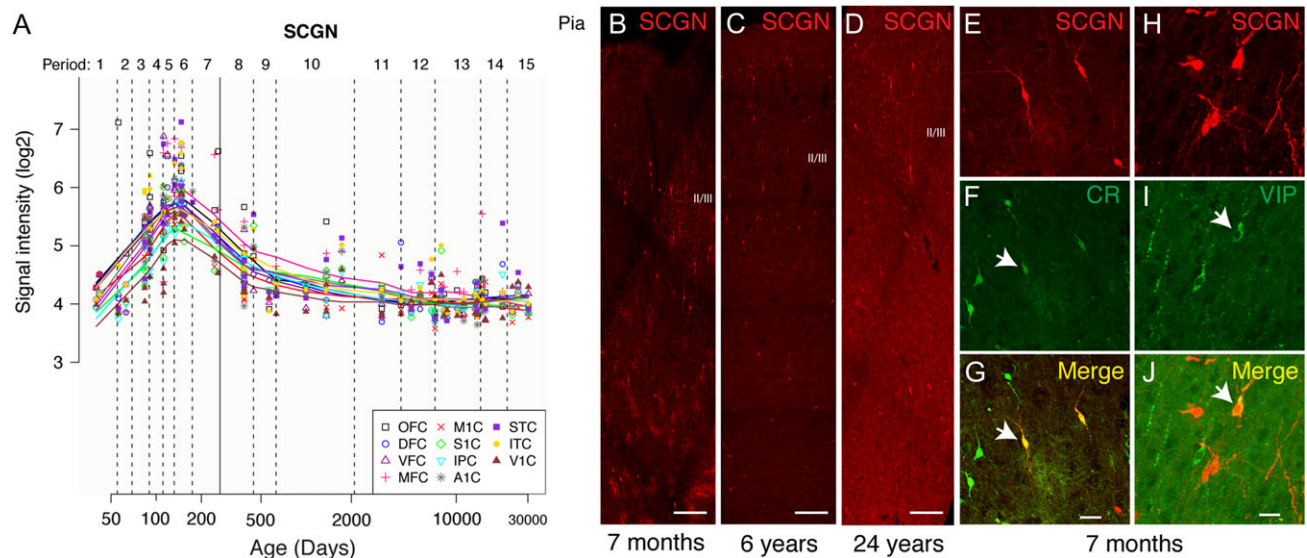 A
SCGN
Period: 1 2 3 4 5 6 7 8 9 10 11 12 13 14 15
Signal intensity (log2)
7
6
5
4
3
OFC M1C STC
DFC S1C ITC
VFC IPC V1C
MFC A1C
50 100 200 500 2000 10000 30000
Age (Days)
Pia
B SCGN
II/III
7 months
C SCGN
II/III
6 years
D SCGN
II/III
24 years
E SCGN
F CR
G Merge
H SCGN
I VIP
J Merge
7 months